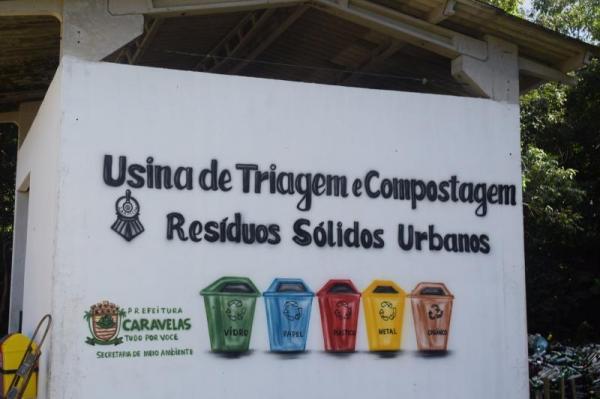 Usina de Triagem e Compostagem
Resíduos Sólidos Urbanos
VIDRO
PAPEL
PLÁSTICO
METAL
ORGÂNICO
PREFEITURA
CARAVELAS
TUDO POR VOCE
SECRETARIA DE MEIO AMBIENTE